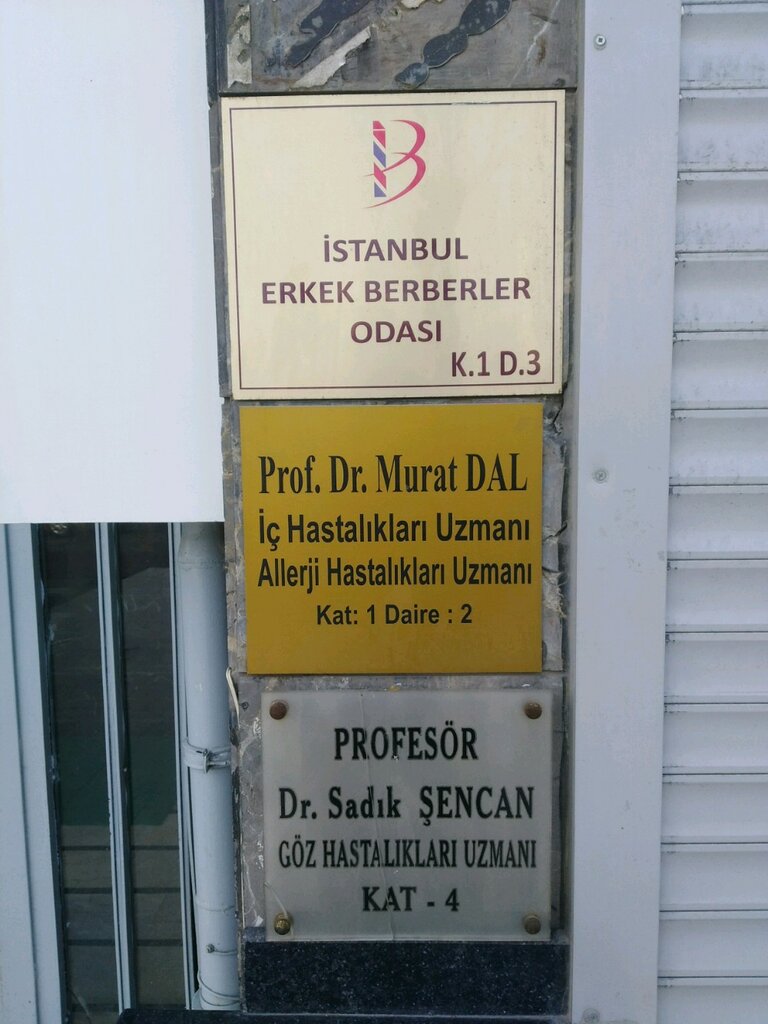 B
İSTANBUL
ERKEK BERBERLER
ODASI
K.1 D.3
Prof. Dr. Murat DAL
İç Hastalıkları Uzmanı
Allerji Hastalıkları Uzmanı
Kat: 1 Daire : 2
PROFESÖR
Dr. Sadık ŞENCAN
GÖZ HASTALIKLARI UZMANI
KAT - 4